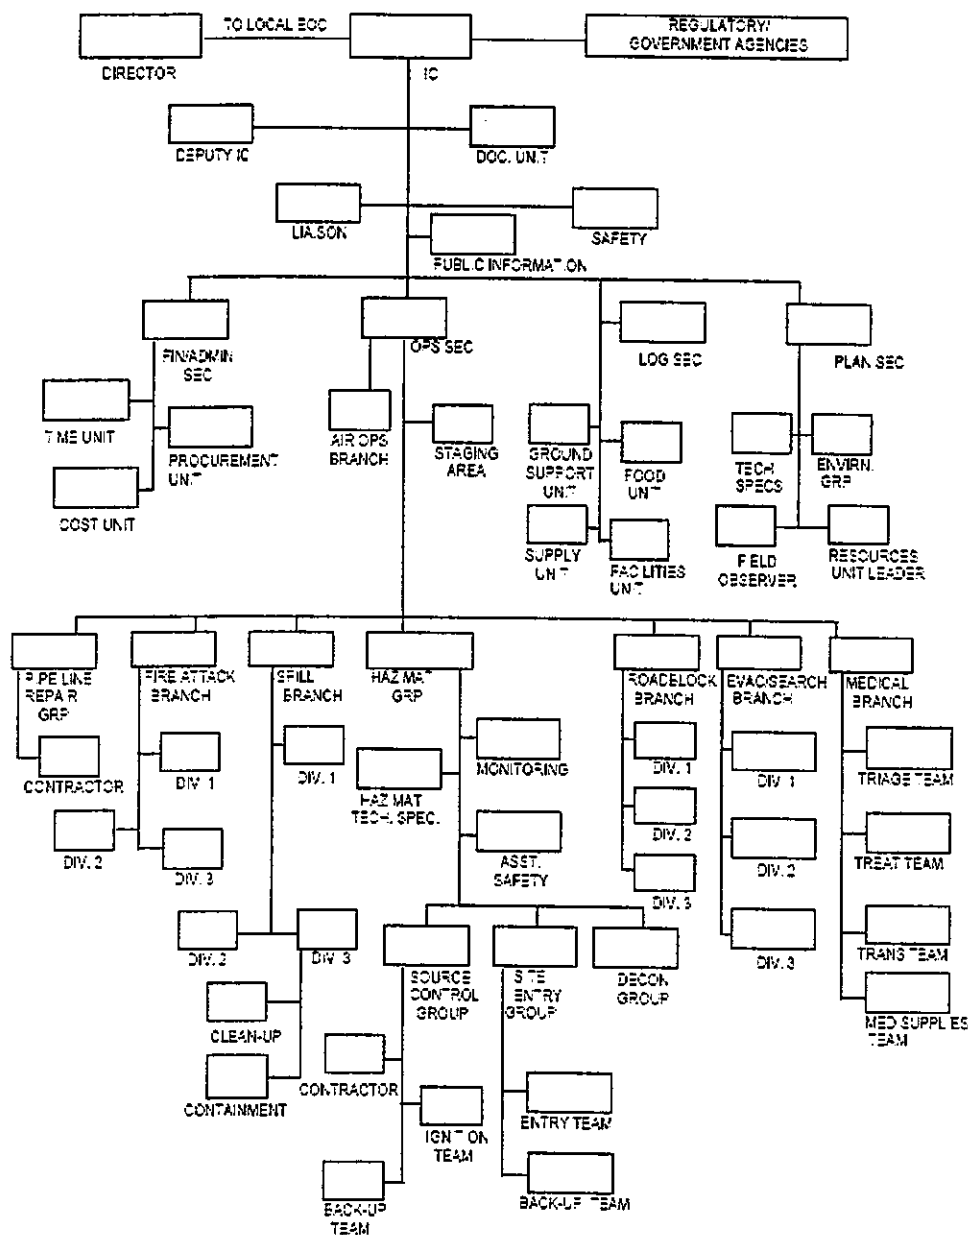 TO LOCAL EOC
REGULATORY/
GOVERNMENT AGENCIES
DIRECTOR
IC
DEPUTY IC
DOC. UNIT
LIAISON
SAFETY
PUBLIC INFORMATION
FIN/ADMIN
SEC
OPS SEC
LOG SEC
PLAN SEC
TIME UNIT
PROCUREMENT
UNIT
COST UNIT
AIR OPS
BRANCH
STAGING
AREA
GROUND
SUPPORT
UNIT
FOOD
UNIT
TECH
SPECS
ENVIRN.
GRP
SUPPLY
UNIT
FACILITIES
UNIT
FIELD
OBSERVER
RESOURCES
UNIT LEADER
PIPE LINE
REPAIR
GRP
FIRE ATTACK
BRANCH
SPILL
BRANCH
HAZ MAT
GRP
ROADBLOCK
BRANCH
EVAC/SEARCH
BRANCH
MEDICAL
BRANCH
CONTRACTOR
DIV. 1
DIV. 2
DIV. 3
DIV. 1
DIV. 2
DIV. 3
CLEAN-UP
CONTAINMENT
MONITORING
HAZ MAT
TECH. SPEC.
ASST.
SAFETY
SOURCE
CONTROL
GROUP
SITE
ENTRY
GROUP
DECON
GROUP
CONTRACTOR
IGNITION
TEAM
BACK-UP
TEAM
ENTRY TEAM
BACK-UP TEAM
DIV. 1
DIV. 2
DIV. 3
DIV. 1
DIV. 2
DIV. 3
TRIAGE TEAM
TREAT TEAM
TRANS TEAM
MED SUPPLIES
TEAM